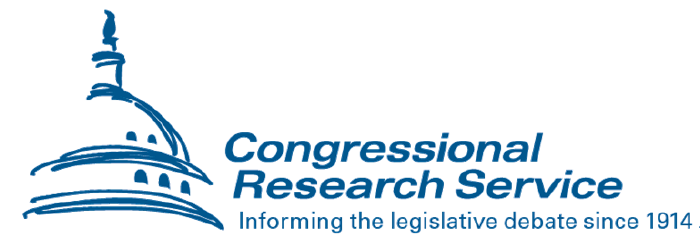 Congressional
Research Service
Informing the legislative debate since 1914